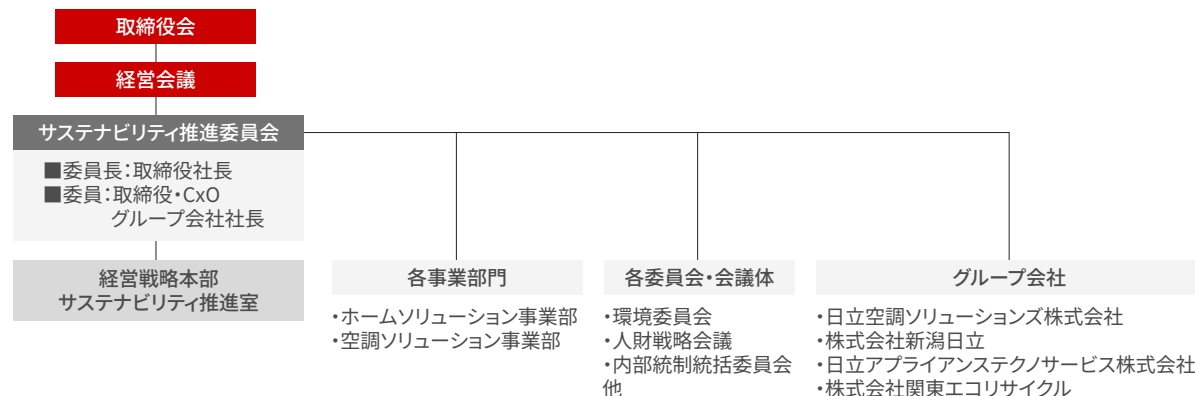 取締役会
経営会議
サステナビリティ推進委員会
■委員長：取締役社長
■委員：取締役・CxO
グループ会社社長
経営戦略本部
サステナビリティ推進室
各事業部門
・ホームソリューション事業部
・空調ソリューション事業部
各委員会・会議体
・環境委員会
・人財戦略会議
・内部統制統括委員会
他
グループ会社
・日立空調ソリューションズ株式会社
・株式会社新潟日立
・日立アプライアンステクノサービス株式会社
・株式会社関東エコリサイクル